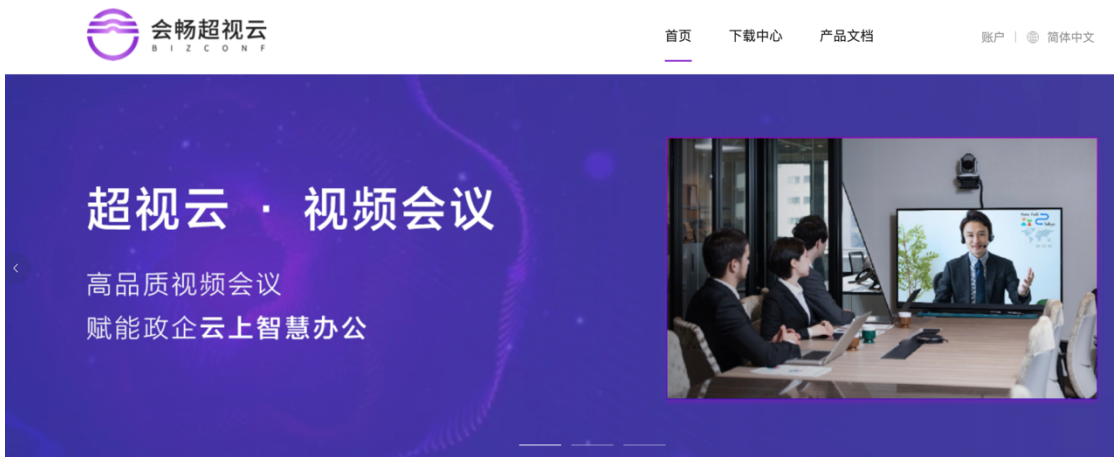 会畅超视云
BIZCONF
首页
下载中心
产品文档
账户
简体中文
超视云 · 视频会议
高品质视频会议
赋能政企云上智慧办公